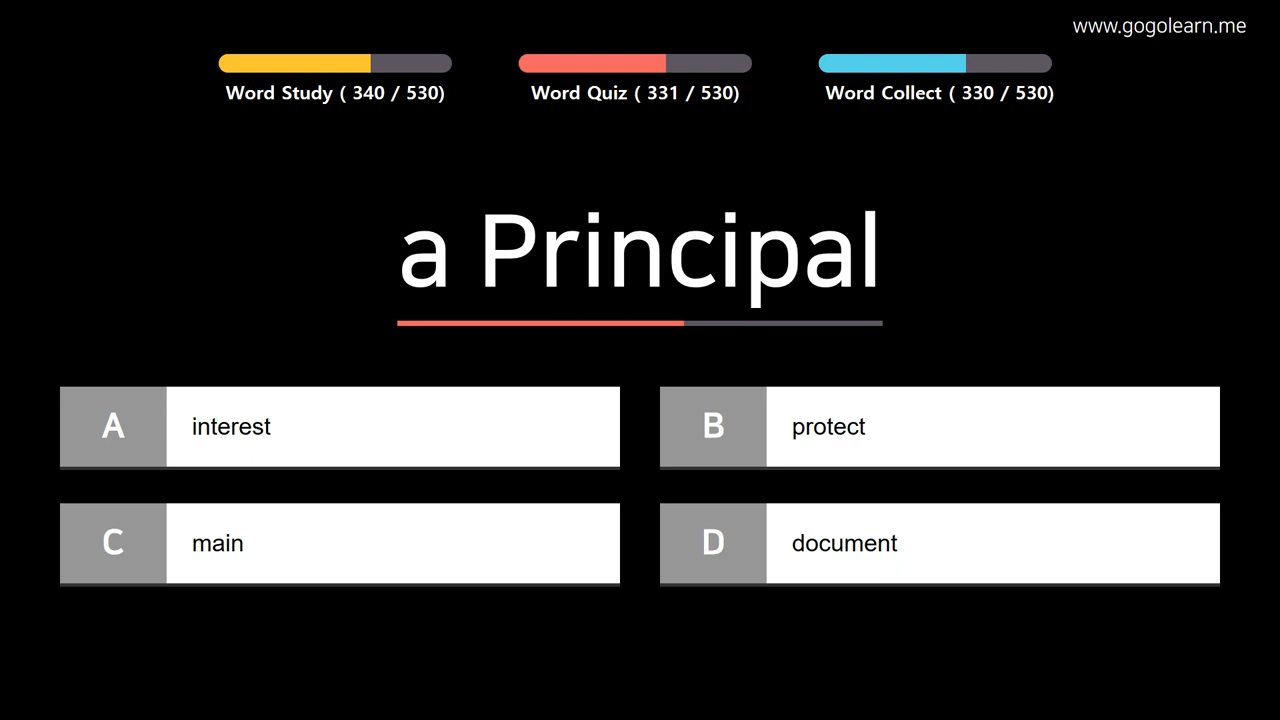 www.gogolearn.me
Word Study ( 340 / 530)
Word Quiz ( 331 / 530)
Word Collect ( 330 / 530)
a Principal
A
interest
B
protect
C
main
D
document